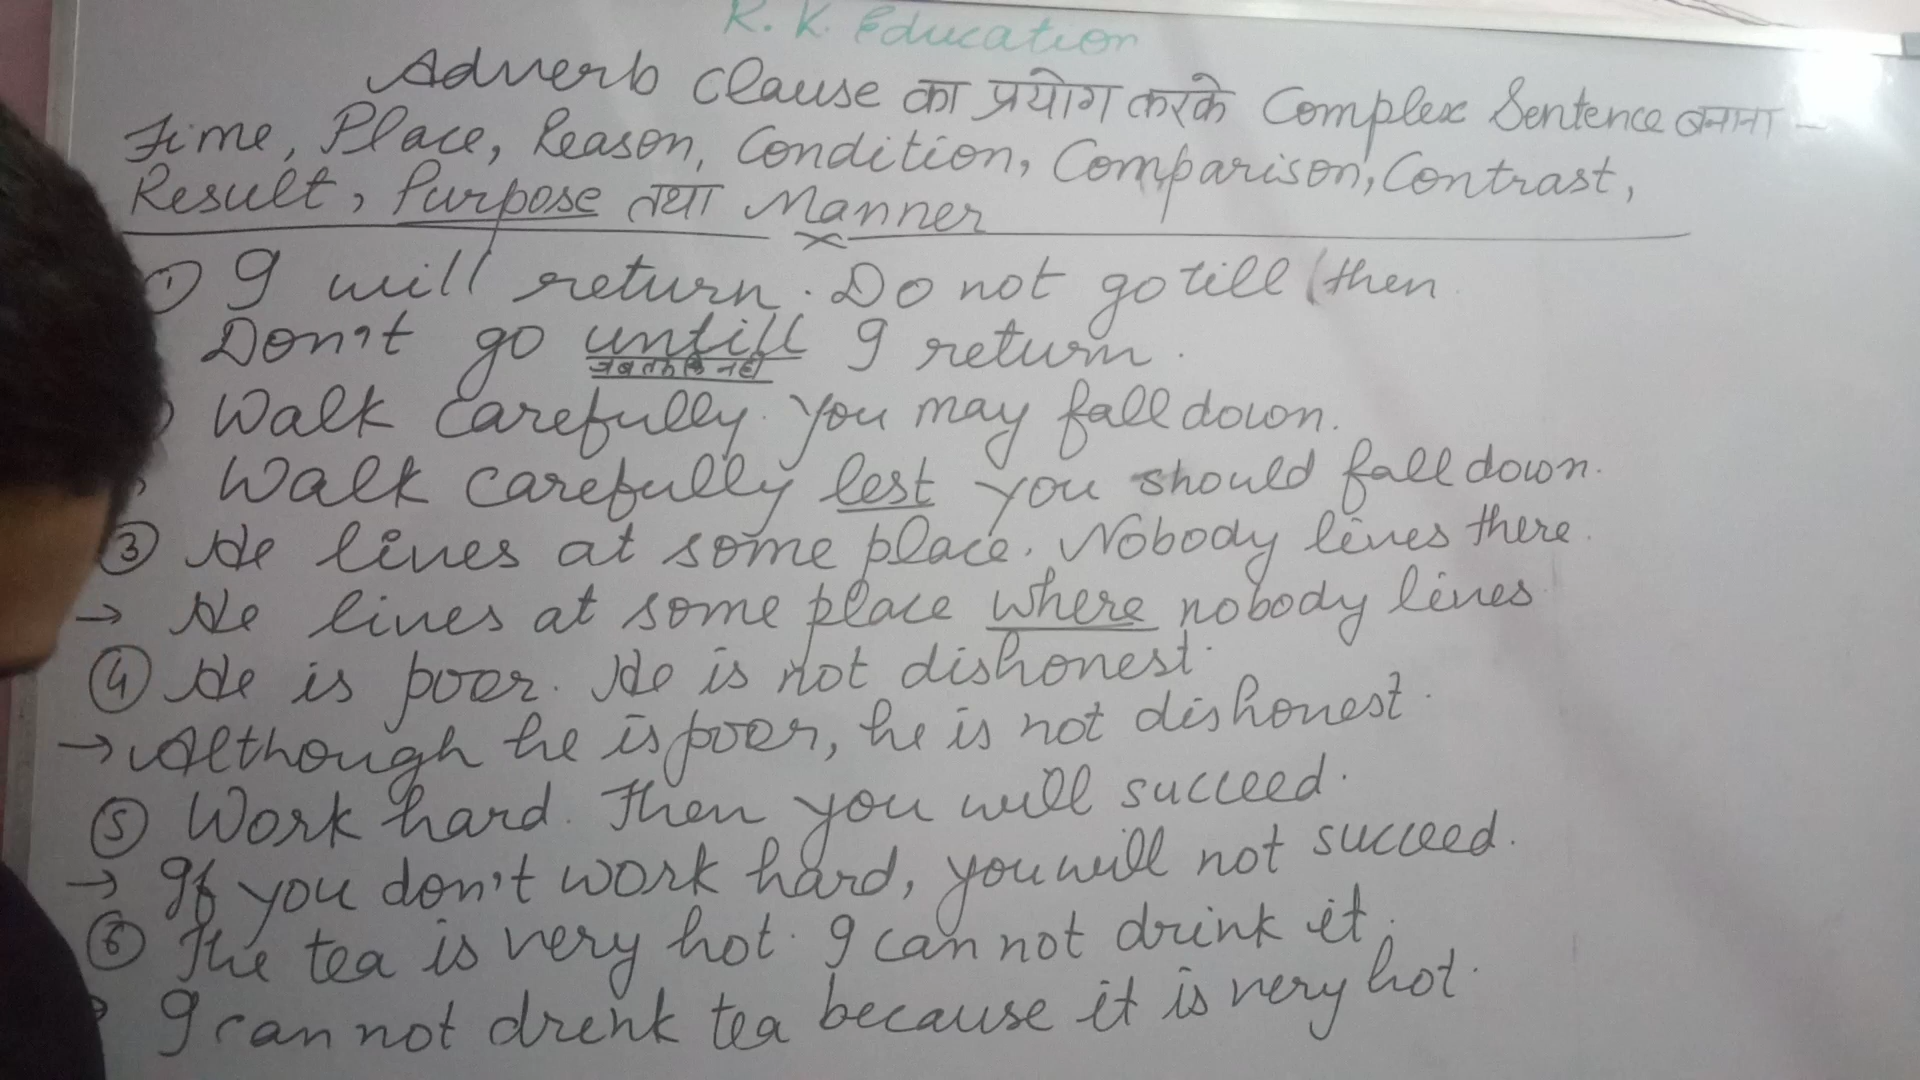 R. K. Education
Adverb Clause का प्रयोग करके Complex Sentence बनाना –
Time, Place, Reason, Condition, Comparison, Contrast,
Result, Purpose तथा Manner
① I will return. Do not go till (then
Don't go untill I return.
जब तक कि नहीं
Walk carefully. You may fall down.
Walk carefully lest you should fall down.
③ He lives at some place. Nobody lives there.
→ He lives at some place where nobody lives
④ He is poor. He is not dishonest.
→ Although he is poor, he is not dishonest.
⑤ Work hard. Then you will succeed.
→ If you don't work hard, you will not succeed.
⑥ The tea is very hot. I can not drink it.
I can not drink tea because it is very hot.